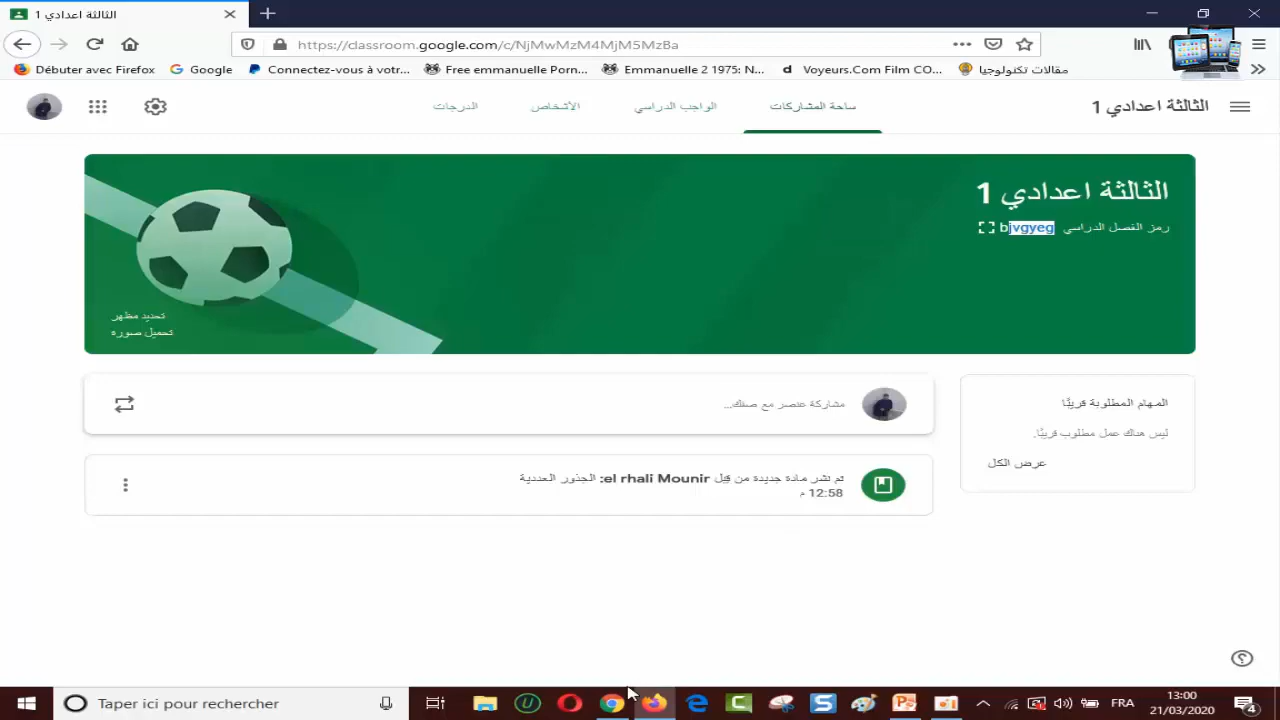 الثالثة اعدادي 1
https://classroom.google.com/c/NjMwMzM4MjM5MzBa
Débuter avec Firefox
Google
Connectez-vous à votr...
Free emmanuelle Porn...
Emmanuelle 2 1975: N...
Voyeurs.Com Film CO...
مقالات تكنولوجيا
الثالثة اعدادي 1
ساحة المشاركات
الواجب الدراسي
الأشخاص
الدرجات
الثالثة اعدادي 1
رمز الفصل الدراسي bjvgyeg
تحديد مظهر
تحميل صورة
المهام المطلوبة قريبًا
ليس هناك عمل مطلوب قريبًا.
عرض الكل
مشاركة عنصر مع صفك...
تم نشر مادة جديدة من قِبل el rhali Mounir: الجذور العددية
12:58 م
Taper ici pour rechercher
FRA
13:00
21/03/2020
4